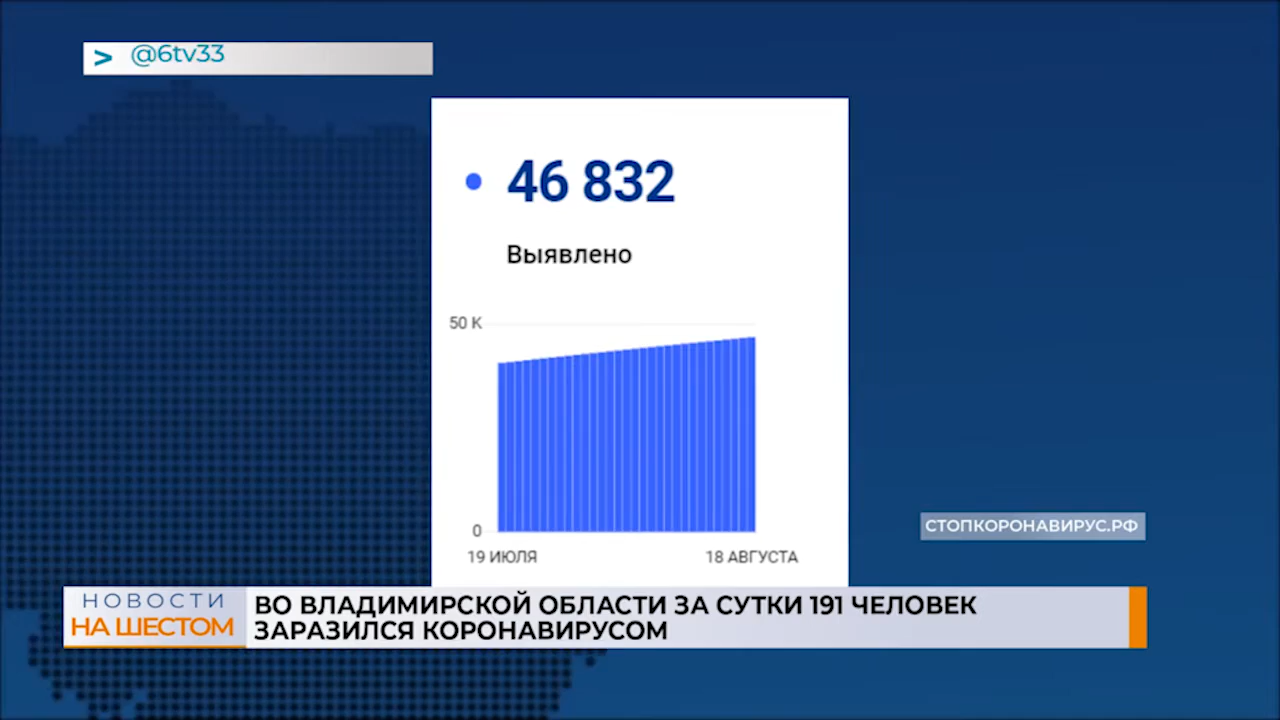 > @6tv33
46 832
Выявлено
50 K
0
19 ИЮЛЯ
18 АВГУСТА
СТОПКОРОНАВИРУС.РФ
НОВОСТИ
НА ШЕСТОМ
ВО ВЛАДИМИРСКОЙ ОБЛАСТИ ЗА СУТКИ 191 ЧЕЛОВЕК
ЗАРАЗИЛСЯ КОРОНАВИРУСОМ